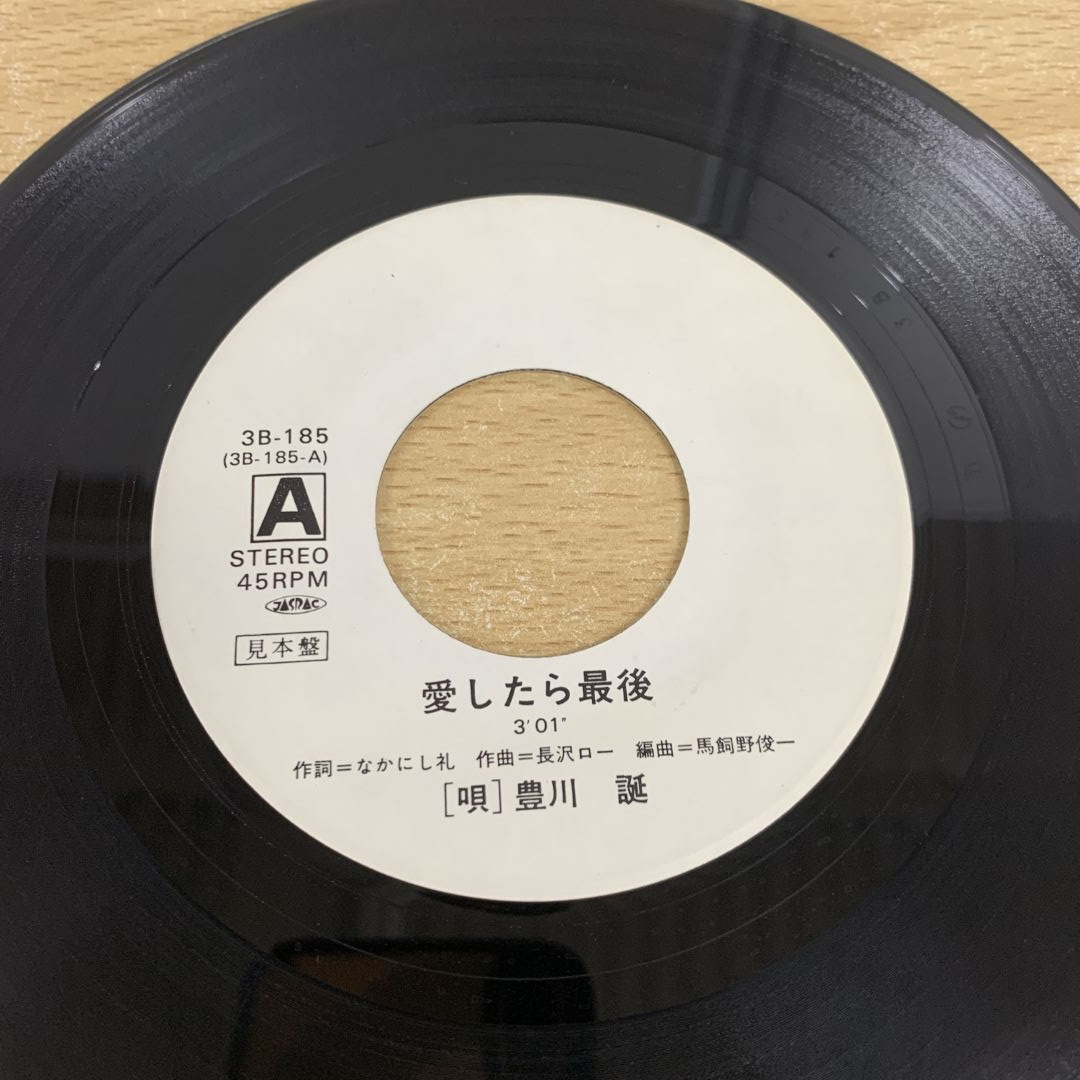 3B-185
(3B-185-A)
A
STEREO
45RPM
JASRAC
見本盤
愛したら最後
3'01"
作詞=なかにし礼 作曲=長沢ロー 編曲=馬飼野俊一
[唄]豊川 誕